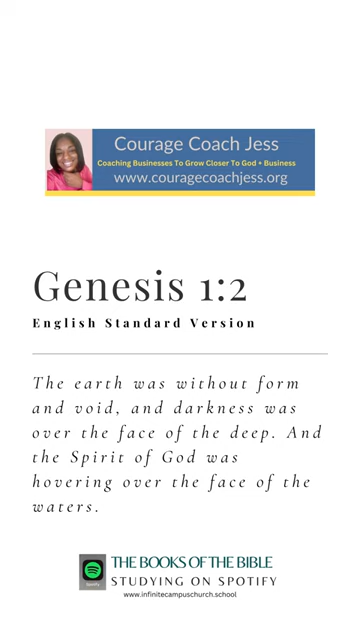 Courage Coach Jess
Coaching Businesses To Grow Closer To God + Business
www.couragecoachjess.org
Genesis 1:2
English Standard Version
The earth was without form
and void, and darkness was
over the face of the deep. And
the Spirit of God was
hovering over the face of the
waters.
Spotify
THE BOOKS OF THE BIBLE
STUDYING ON SPOTIFY
www.infinitecampuschurch.school